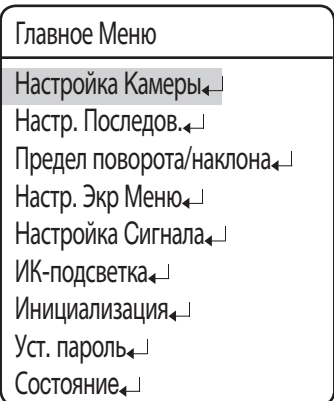 Главное Меню
Настройка Камеры↵
Настр. Последов.↵
Предел поворота/наклона↵
Настр. Экр Меню↵
Настройка Сигнала↵
ИК-подсветка↵
Инициализация↵
Уст. пароль↵
Состояние↵